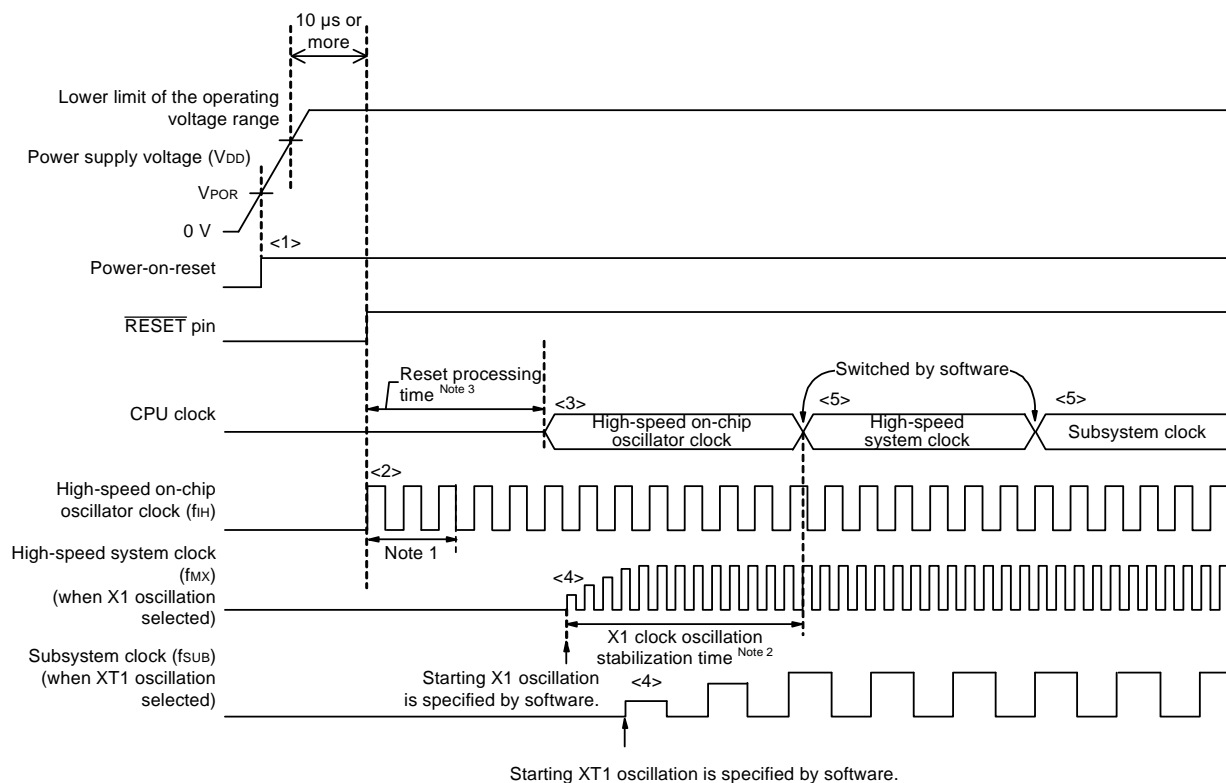 10 µs or
more
Lower limit of the operating
voltage range
Power supply voltage (VDD)
VPOR
0 V
<1>
Power-on-reset
RESET pin
Reset processing
time Note 3
Switched by software
CPU clock
<3>
<5>
<5>
High-speed on-chip
oscillator clock
High-speed
system clock
Subsystem clock
<2>
High-speed on-chip
oscillator clock (fIH)
Note 1
High-speed system clock
(fMX)
(when X1 oscillation
selected)
<4>
X1 clock oscillation
stabilization time Note 2
Subsystem clock (fSUB)
(when XT1 oscillation
selected)
Starting X1 oscillation
is specified by software.
<4>
Starting XT1 oscillation is specified by software.